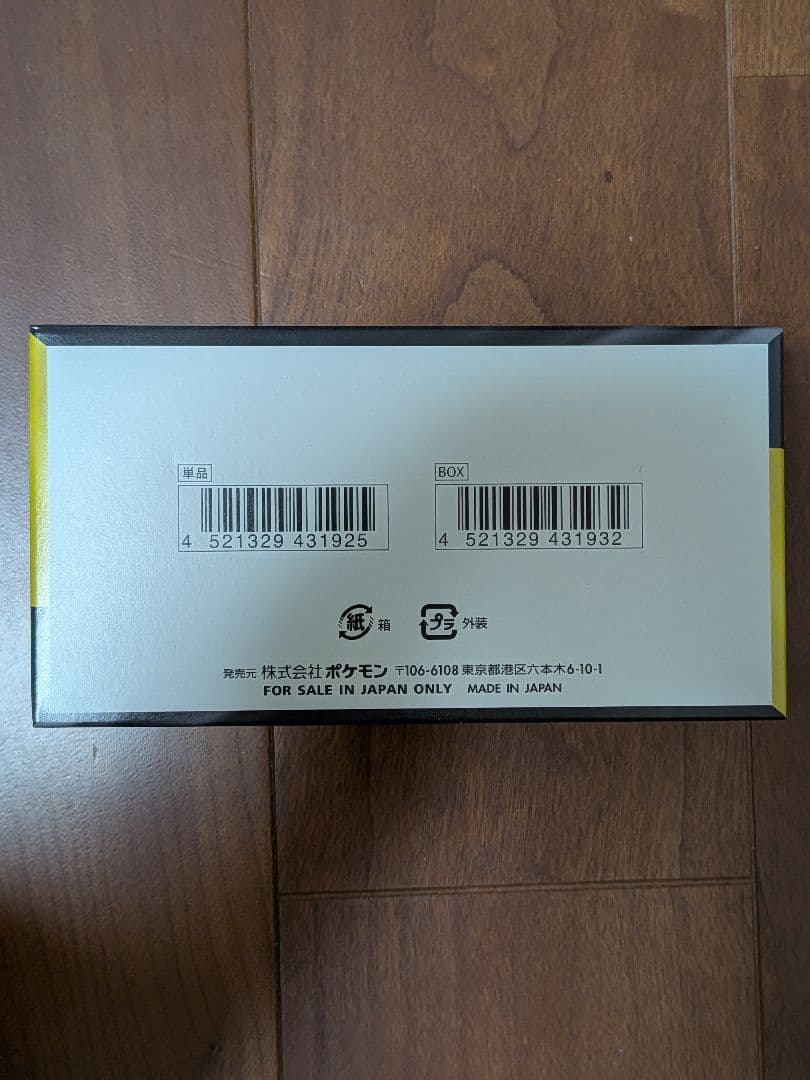 単品
4 521329 431925
BOX
4 521329 431932
紙 箱
プラ 外装
発売元 株式会社 ポケモン 〒106-6108 東京都港区六本木6-10-1
FOR SALE IN JAPAN ONLY MADE IN JAPAN